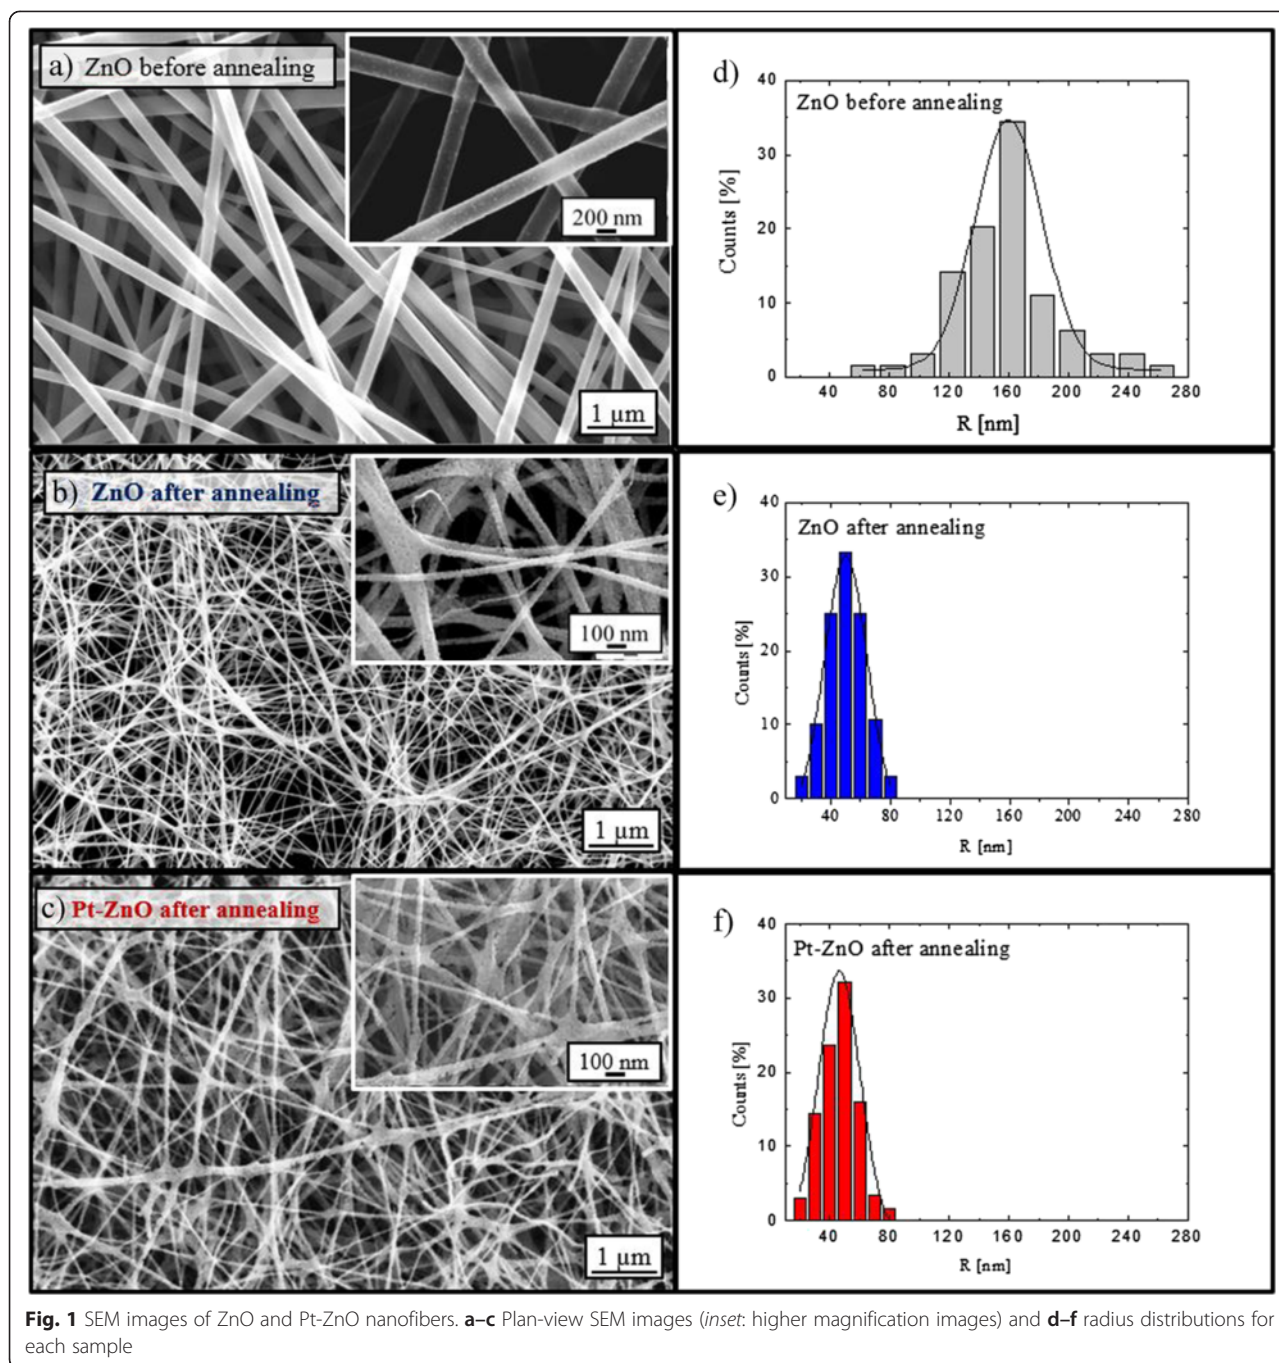 a) ZnO before annealing
200 nm
1 µm
d)
ZnO before annealing
Counts [%]
40
30
20
10
0
40 80 120 160 200 240 280
R [nm]
b) ZnO after annealing
100 nm
1 µm
e)
ZnO after annealing
Counts [%]
40
30
20
10
0
40 80 120 160 200 240 280
R [nm]
c) Pt-ZnO after annealing
100 nm
1 µm
f)
Pt-ZnO after annealing
Counts [%]
40
30
20
10
0
40 80 120 160 200 240 280
R [nm]
Fig. 1 SEM images of ZnO and Pt-ZnO nanofibers. a–c Plan-view SEM images (inset: higher magnification images) and d–f radius distributions for
each sample